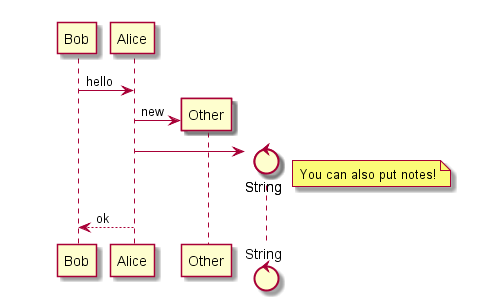 Bob Alice
hello
new
Other
String
You can also put notes!
ok
Bob Alice Other String